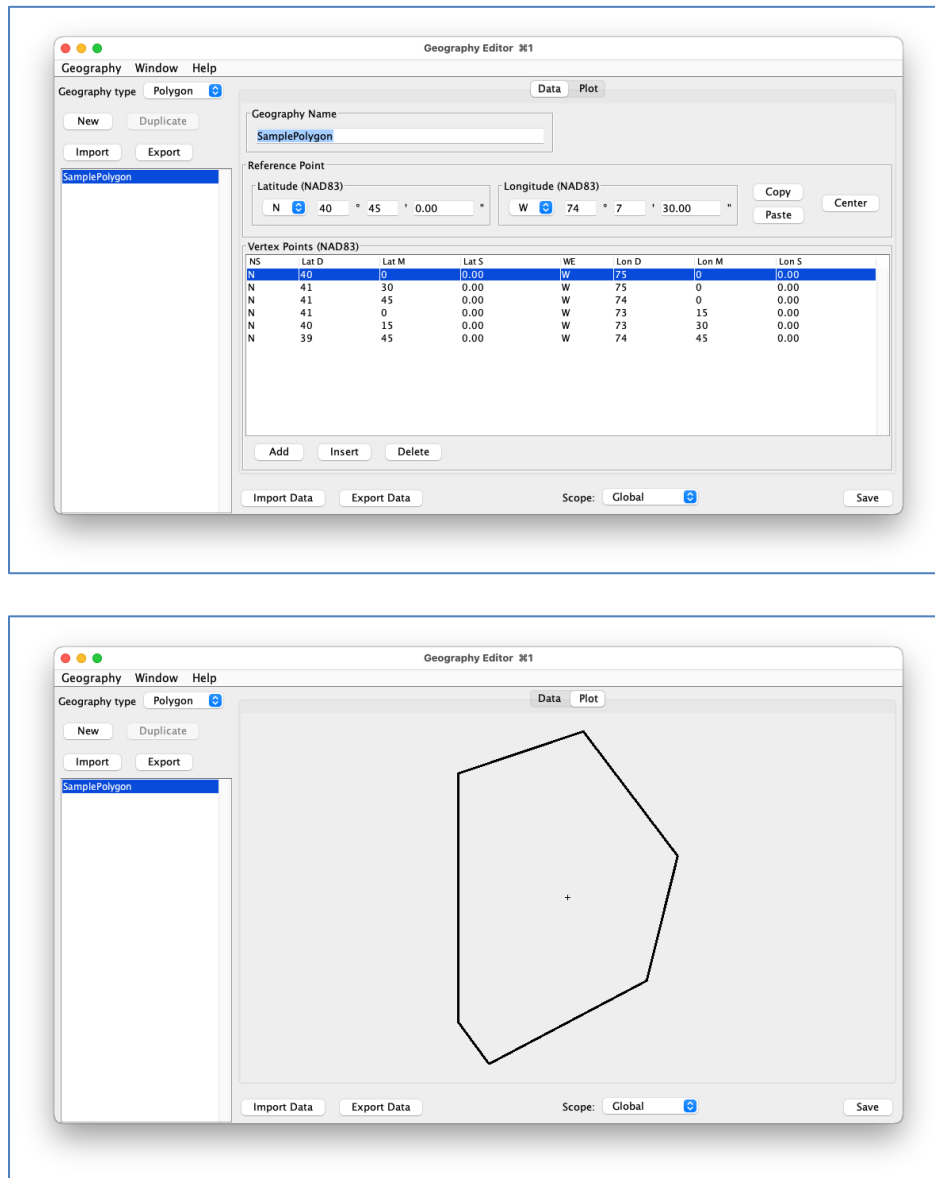 Geography Editor ⌘1
Geography Window Help
Geography type Polygon
Data Plot
New Duplicate
Import Export
SamplePolygon
Geography Name
SamplePolygon
Reference Point
Latitude (NAD83)
N 40 ° 45 ' 0.00 "
Longitude (NAD83)
W 74 ° 7 ' 30.00 "
Copy
Paste
Center
Vertex Points (NAD83)
NS Lat D Lat M Lat S WE Lon D Lon M Lon S
N 40 0 0.00 W 75 0 0.00
N 41 30 0.00 W 75 0 0.00
N 41 45 0.00 W 74 0 0.00
N 41 0 0.00 W 73 15 0.00
N 40 15 0.00 W 73 30 0.00
N 39 45 0.00 W 74 45 0.00
Add Insert Delete
Import Data Export Data Scope: Global Save
Geography Editor ⌘1
Geography Window Help
Geography type Polygon
Data Plot
New Duplicate
Import Export
SamplePolygon
Import Data Export Data Scope: Global Save